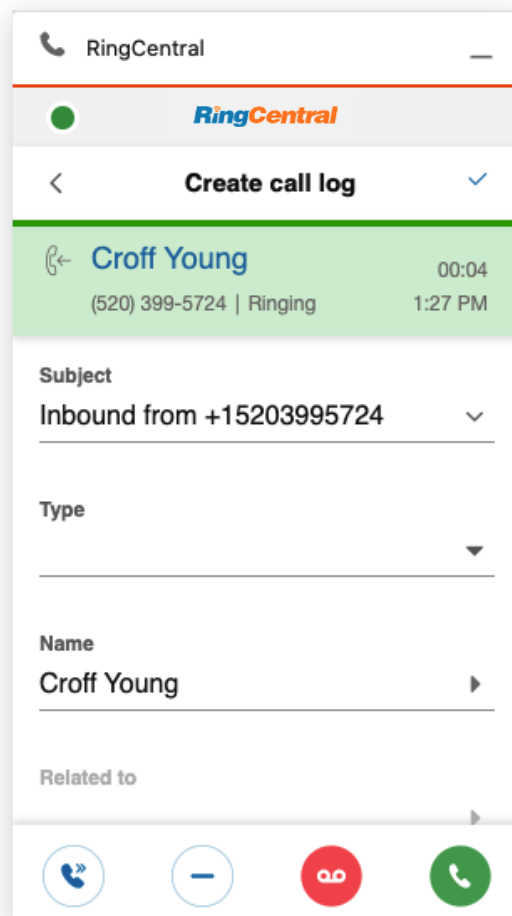 RingCentral
RingCentral
Create call log
Croff Young
00:04
(520) 399-5724 | Ringing
1:27 PM
Subject
Inbound from +15203995724
Type
Name
Croff Young
Related to